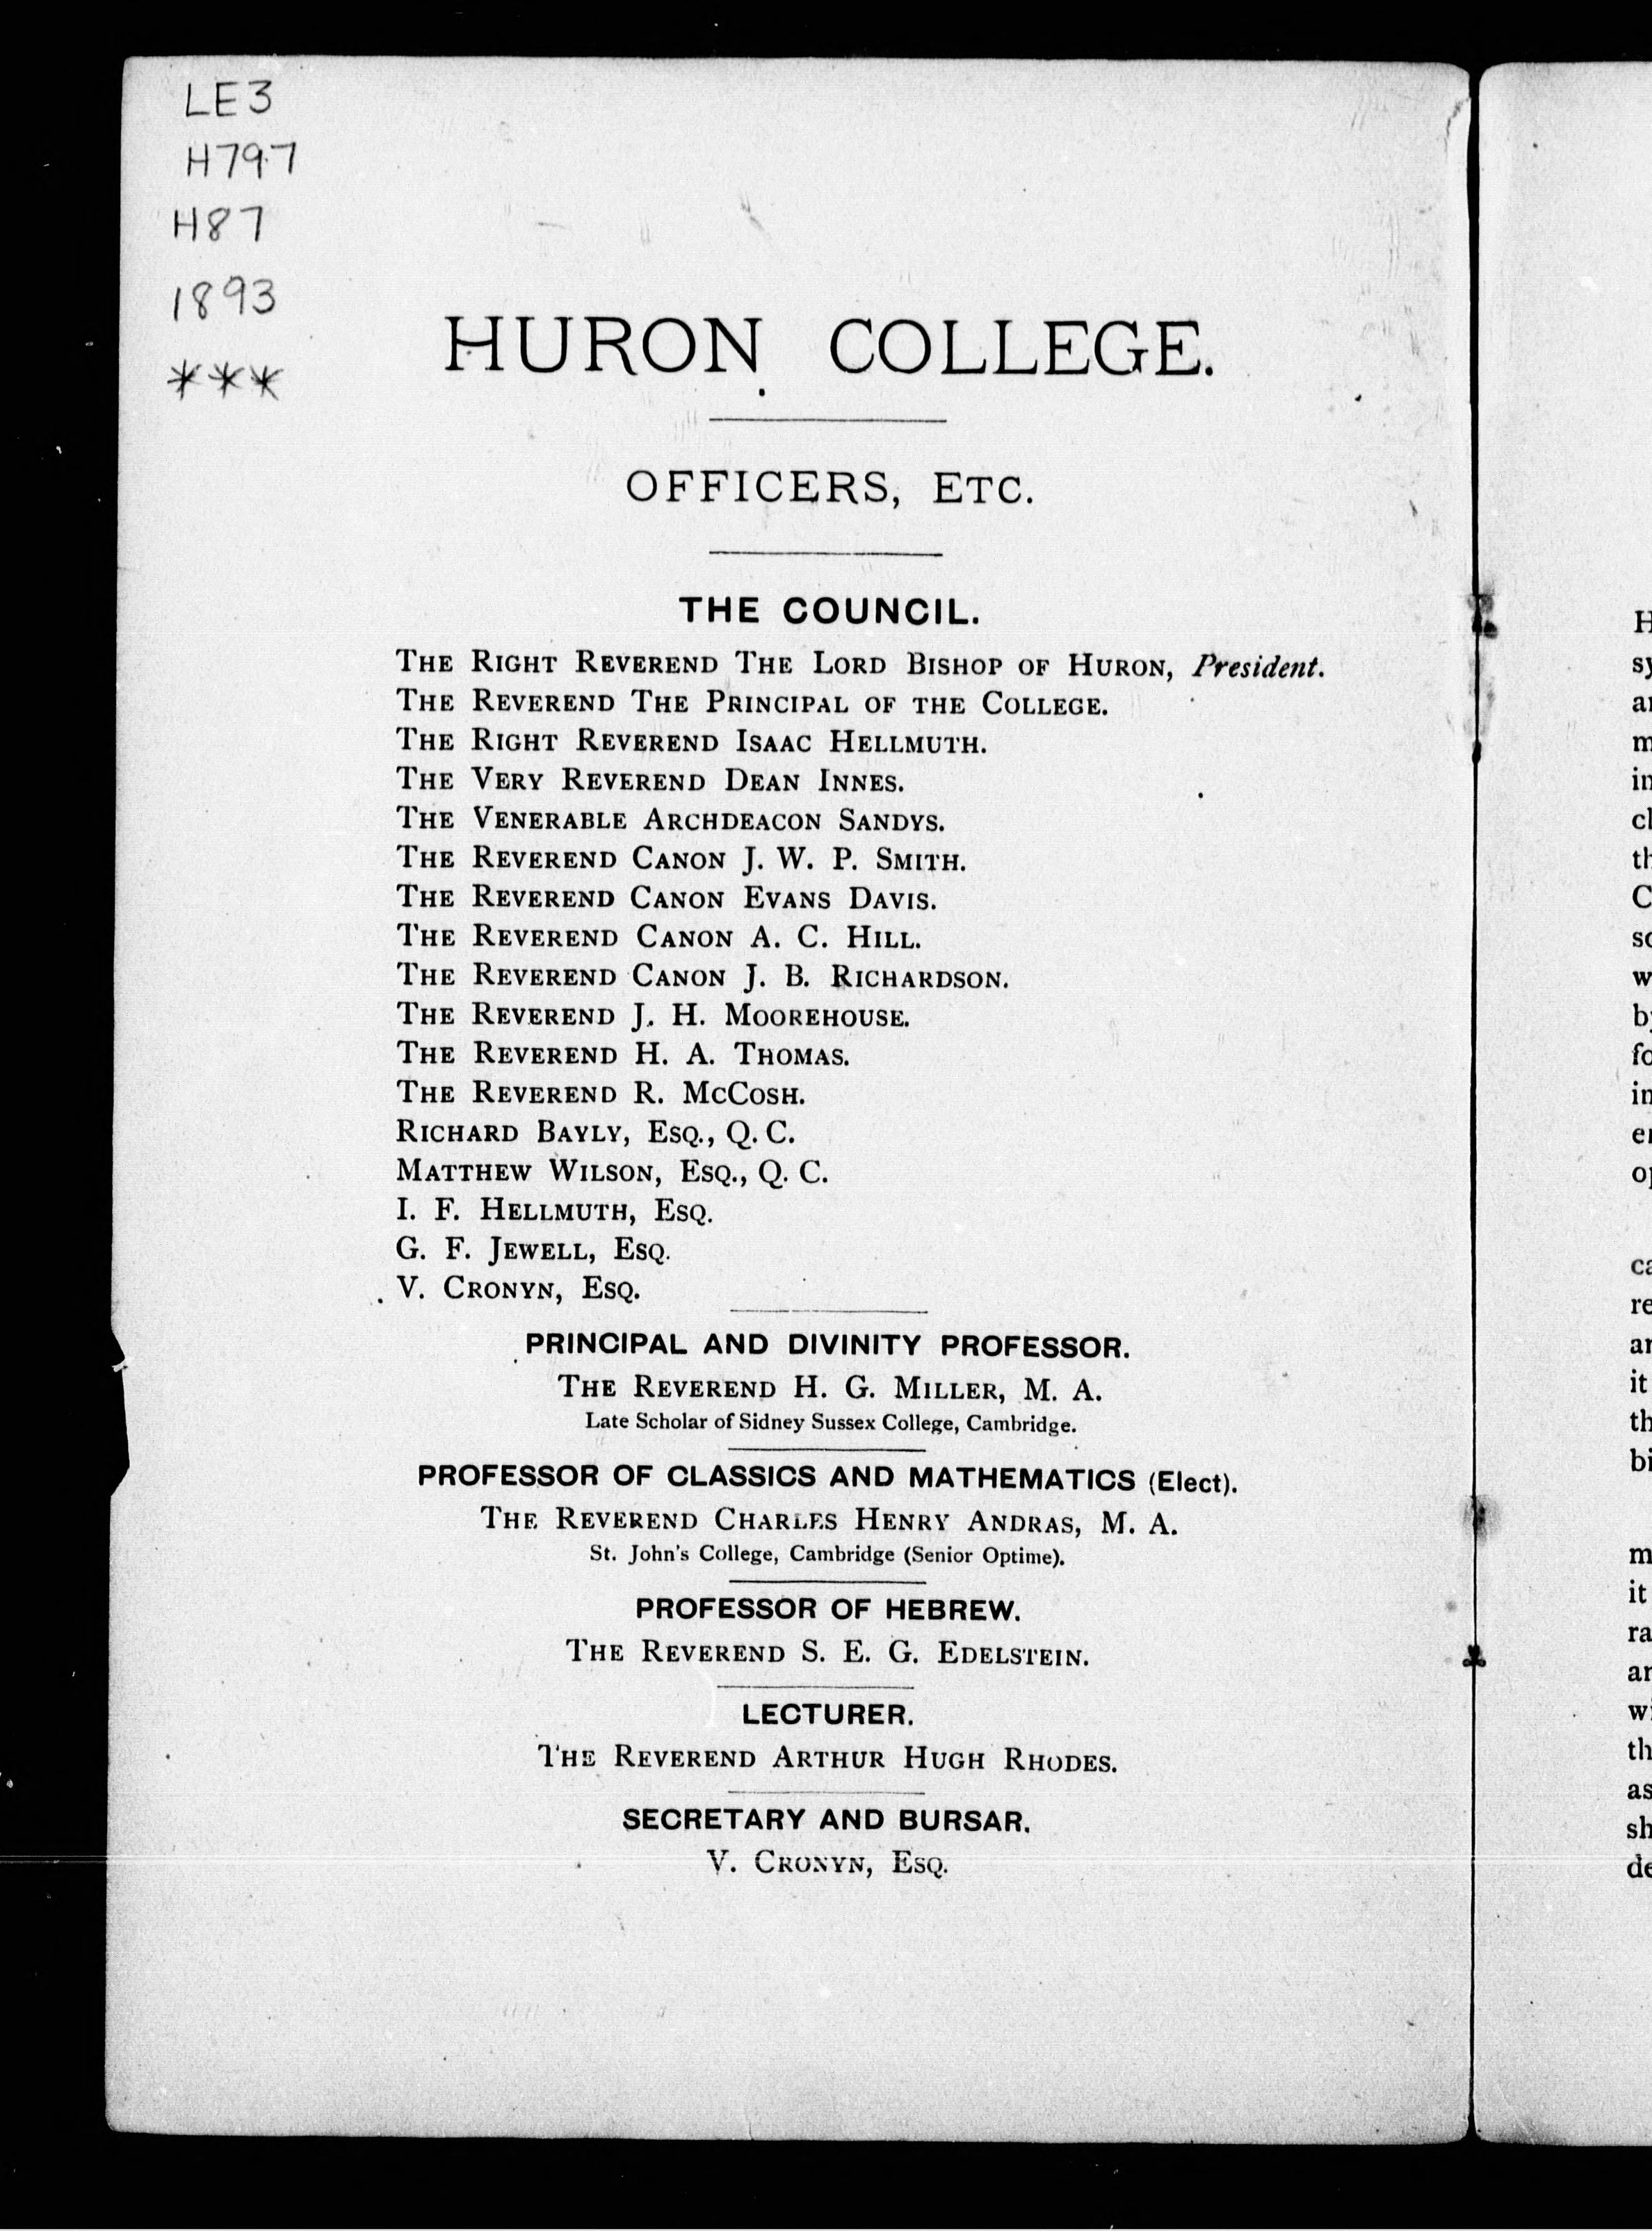 LE3
H797
H87
1893
***
HURON COLLEGE.
OFFICERS, ETC.
THE COUNCIL.
THE RIGHT REVEREND THE LORD BISHOP OF HURON, President.
THE REVEREND THE PRINCIPAL OF THE COLLEGE.
THE RIGHT REVEREND ISAAC HELLMUTH.
THE VERY REVEREND DEAN INNES.
THE VENERABLE ARCHDEACON SANDYS.
THE REVEREND CANON J. W. P. SMITH.
THE REVEREND CANON EVANS DAVIS.
THE REVEREND CANON A. C. HILL.
THE REVEREND CANON J. B. RICHARDSON.
THE REVEREND J. H. MOOREHOUSE.
THE REVEREND H. A. THOMAS.
THE REVEREND R. MCCOSH.
RICHARD BAYLY, ESQ., Q. C.
MATTHEW WILSON, ESQ., Q. C.
I. F. HELLMUTH, ESQ.
G. F. JEWELL, ESQ.
V. CRONYN, ESQ.
PRINCIPAL AND DIVINITY PROFESSOR.
THE REVEREND H. G. MILLER, M. A.
Late Scholar of Sidney Sussex College, Cambridge.
PROFESSOR OF CLASSICS AND MATHEMATICS (Elect).
THE REVEREND CHARLES HENRY ANDRAS, M. A.
St. John's College, Cambridge (Senior Optime).
PROFESSOR OF HEBREW.
THE REVEREND S. E. G. EDELSTEIN.
LECTURER.
THE REVEREND ARTHUR HUGH RHODES.
SECRETARY AND BURSAR.
V. CRONYN, ESQ.